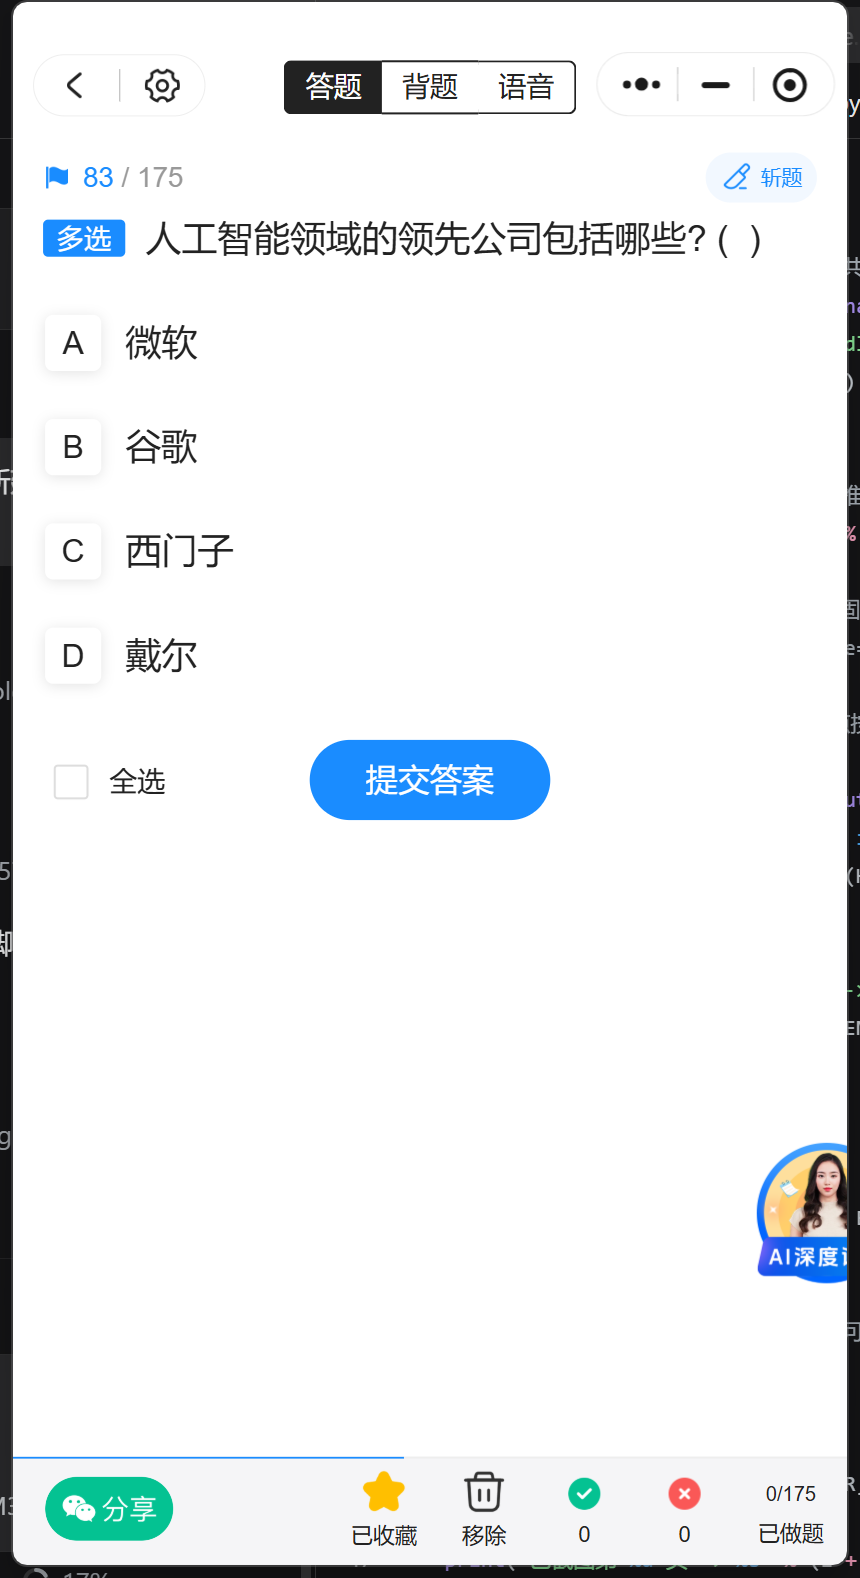 答题 背题 语音
83 / 175
斩题
多选 人工智能领域的领先公司包括哪些? ( )
A 微软
B 谷歌
C 西门子
D 戴尔
全选
提交答案
AI深度
分享
已收藏
移除
0
0
0/175
已做题
17%